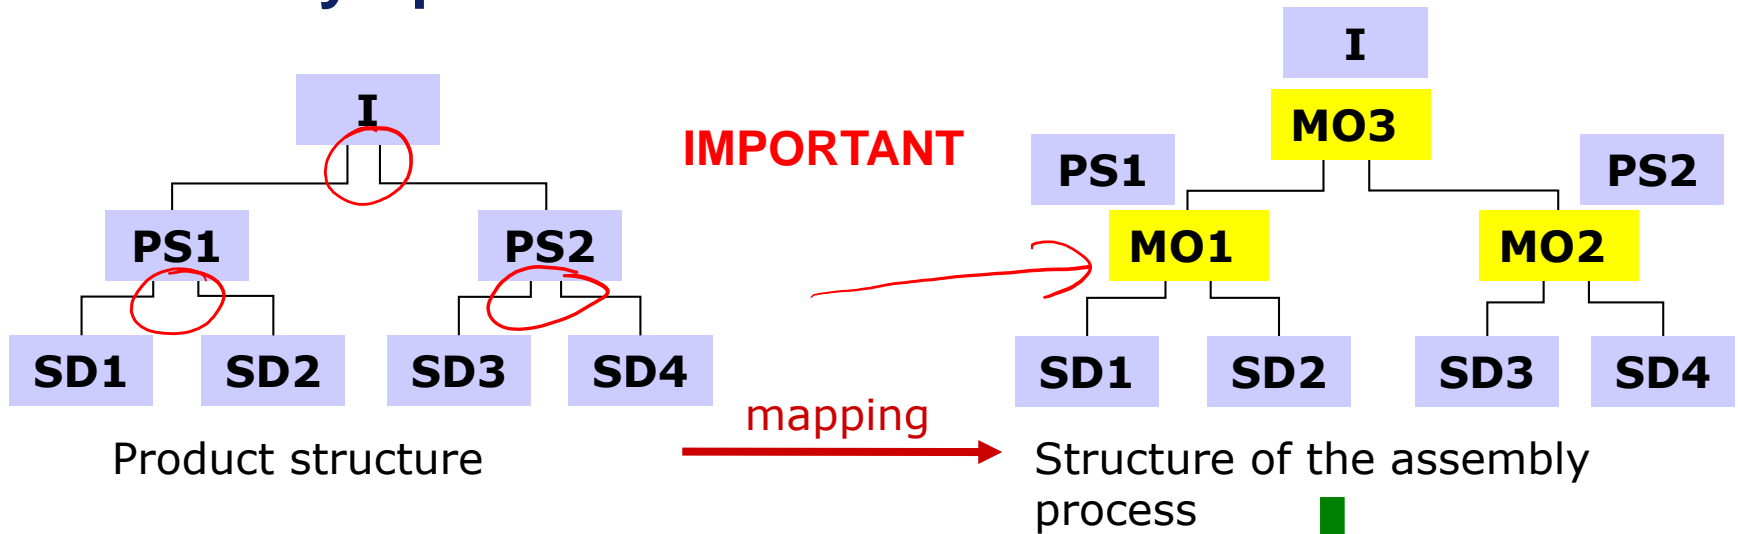 I
PS1
PS2
SD1
SD2
SD3
SD4
Product structure
IMPORTANT
mapping
I
MO3
PS1
PS2
MO1
MO2
SD1
SD2
SD3
SD4
Structure of the assembly
process